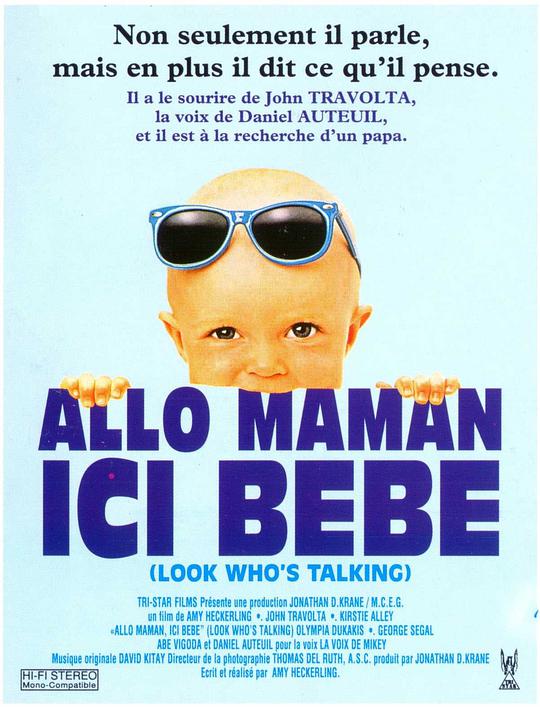 Non seulement il parle,
mais en plus il dit ce qu'il pense.
Il a le sourire de John TRAVOLTA,
la voix de Daniel AUTEUIL,
et il est à la recherche d'un papa.
ALLO MAMAN
ICI BEBE
(LOOK WHO'S TALKING)
TRI-STAR FILMS Présente une production JONATHAN D.KRANE / M.C.E.G.
un film de AMY HECKERLING •. JOHN TRAVOLTA •. KIRSTIE ALLEY
«ALLO MAMAN, ICI BEBE" (LOOK WHO'S TALKING) OLYMPIA DUKAKIS •. GEORGE SEGAL
ABE VIGODA et DANIEL AUTEUIL pour la voix LA VOIX DE MIKEY
Musique originale DAVID KITAY Directeur de la photographie THOMAS DEL RUTH, A.S.C. produit par JONATHAN D.KRANE
Ecrit et réalisé par AMY HECKERLING.
HI-FI STEREO
Mono-Compatible
TRI
STAR